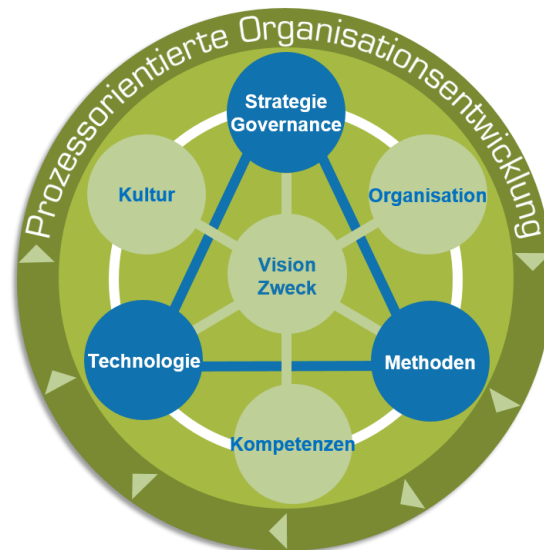 Prozessorientierte Organisationsentwicklung
Strategie
Governance
Kultur
Organisation
Vision
Zweck
Technologie
Methoden
Kompetenzen